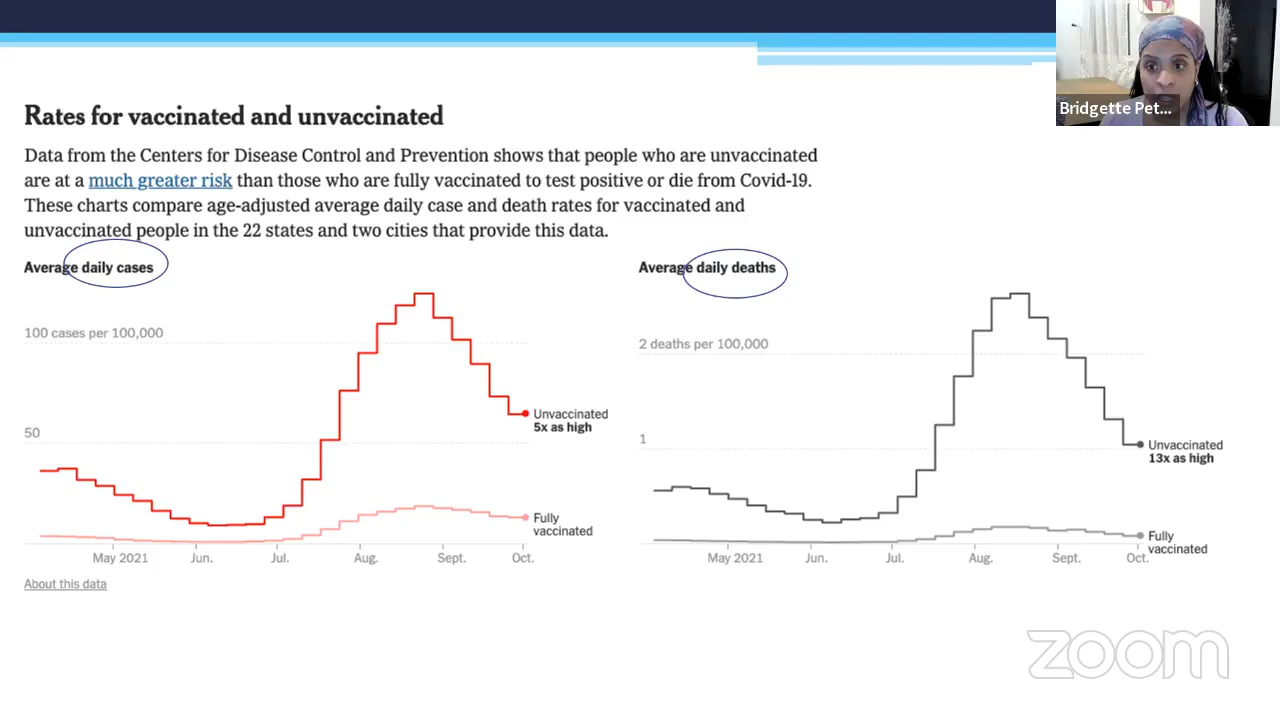 Bridgette Pet...
Rates for vaccinated and unvaccinated
Data from the Centers for Disease Control and Prevention shows that people who are unvaccinated
are at a much greater risk than those who are fully vaccinated to test positive or die from Covid-19.
These charts compare age-adjusted average daily case and death rates for vaccinated and
unvaccinated people in the 22 states and two cities that provide this data.
Average daily cases
100 cases per 100,000
50
Unvaccinated
5x as high
Fully
vaccinated
May 2021 Jun. Jul. Aug. Sept. Oct.
About this data
Average daily deaths
2 deaths per 100,000
1
Unvaccinated
13x as high
Fully
vaccinated
May 2021 Jun. Jul. Aug. Sept. Oct.
zoom